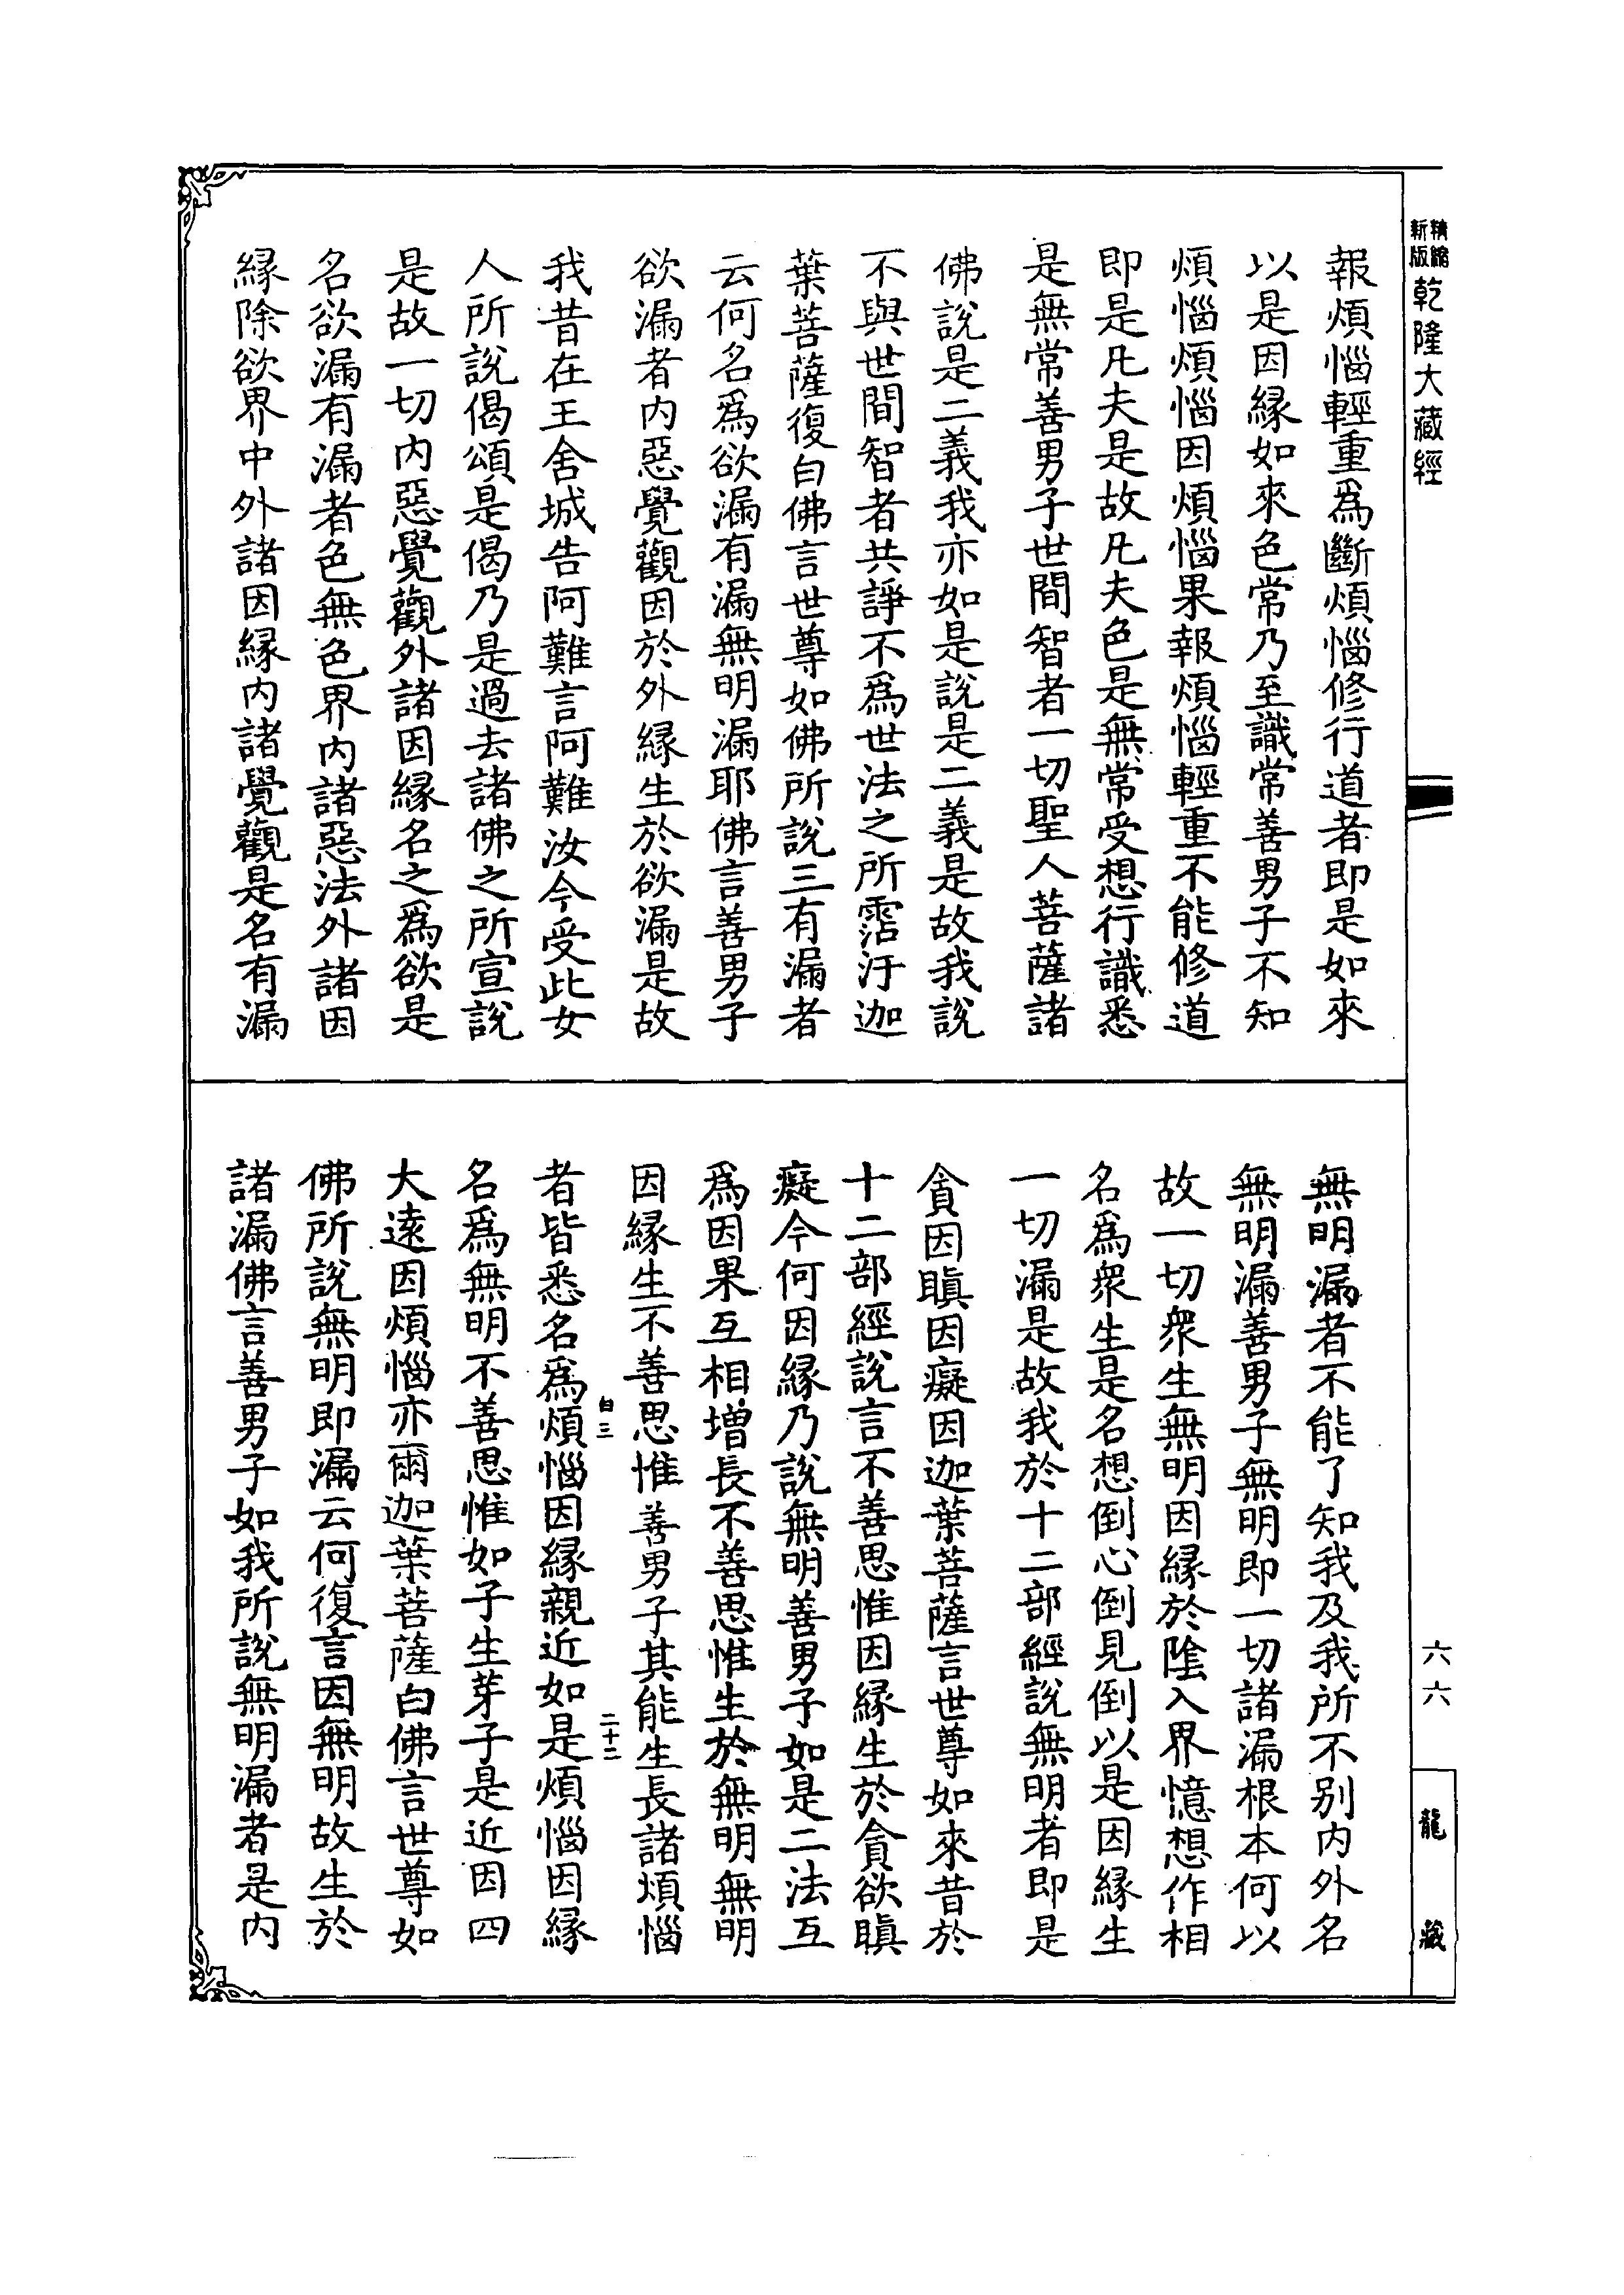 精縮新版乾隆大藏經
報煩惱輕重為斷煩惱修行道者即是如來
以是因緣如來色常乃至識常善男子不知
煩惱煩惱因煩惱果報煩惱輕重不能修道
即是凡夫是故凡夫色是無常受想行識悉
是無常善男子世間智者一切聖人菩薩諸
佛說是二義我亦如是說是二義是故我說
不與世間智者共諍不為世法之所霑汙迦
葉菩薩復白佛言世尊如佛所說三有漏者
云何名為欲漏有漏無明漏耶佛言善男子
欲漏者內惡覺觀因於外緣生於欲漏是故
我昔在王舍城告阿難言阿難汝今受此女
人所說偈頌是偈乃是過去諸佛之所宣說
是故一切內惡覺觀外諸因緣名之為欲是
名欲漏有漏者色無色界內諸惡法外諸因
緣除欲界中外諸因緣內諸覺觀是名有漏
無明漏者不能了知我及我所不別內外名
無明漏善男子無明即一切諸漏根本何以
故一切眾生無明因緣於陰入界憶想作相
名為眾生是名想倒心倒見倒以是因緣生
一切漏是故我於十二部經說無明者即是
貪因瞋因癡因迦葉菩薩言世尊如來昔於
十二部經說言不善思惟因緣生於貪欲瞋
癡今何因緣乃說無明善男子如是二法互
為因果互相增長不善思惟生於無明無明
因緣生不善思惟善男子其能生長諸煩惱
白三 二十二
者皆悉名為煩惱因緣親近如是煩惱因緣
名為無明不善思惟如子生芽子是近因四
大遠因煩惱亦爾迦葉菩薩白佛言世尊如
佛所說無明即漏云何復言因無明故生於
諸漏佛言善男子如我所說無明漏者是內
六六
龍藏